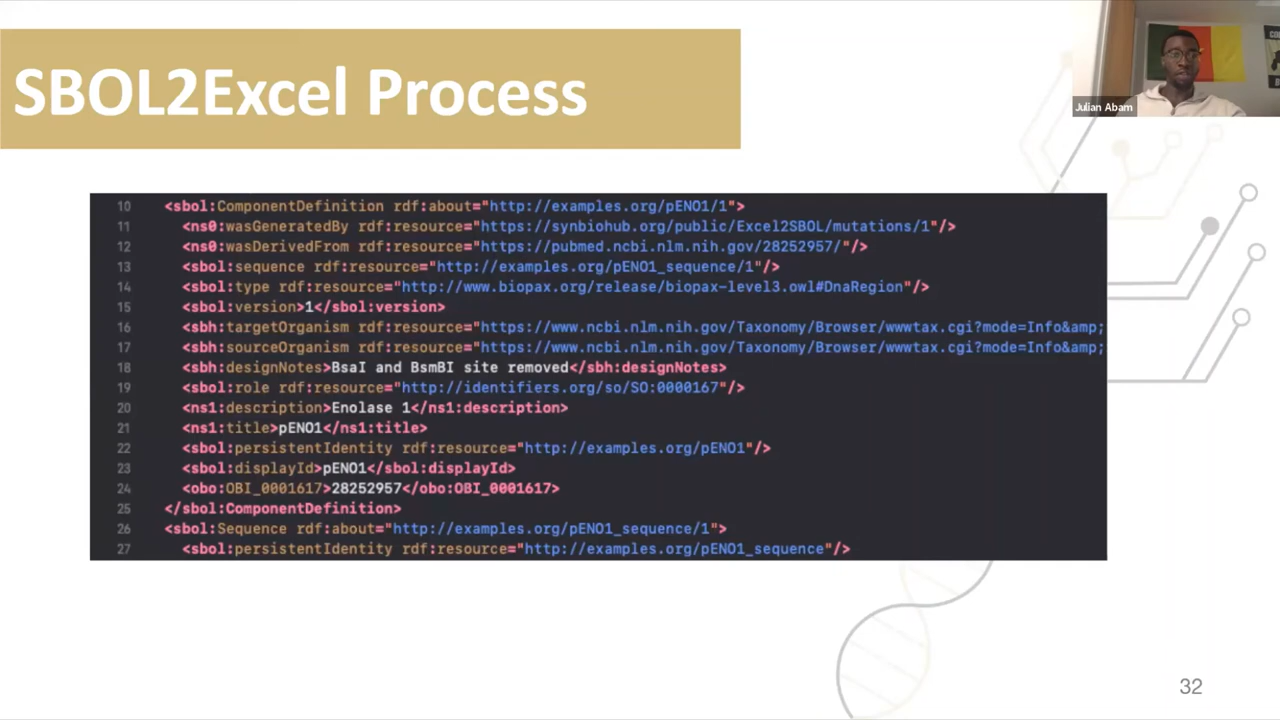 SBOL2Excel Process
Julian Abam
10 <sbol:ComponentDefinition rdf:about="http://examples.org/pENO1/1">
11 <ns0:wasGeneratedBy rdf:resource="https://synbiohub.org/public/Excel2SBOL/mutations/1"/>
12 <ns0:wasDerivedFrom rdf:resource="https://pubmed.ncbi.nlm.nih.gov/28252957/"/>
13 <sbol:sequence rdf:resource="http://examples.org/pENO1_sequence/1"/>
14 <sbol:type rdf:resource="http://www.biopax.org/release/biopax-level3.owl#DnaRegion"/>
15 <sbol:version>1</sbol:version>
16 <sbh:targetOrganism rdf:resource="https://www.ncbi.nlm.nih.gov/Taxonomy/Browser/wwwtax.cgi?mode=Info&amp;
17 <sbh:sourceOrganism rdf:resource="https://www.ncbi.nlm.nih.gov/Taxonomy/Browser/wwwtax.cgi?mode=Info&amp;
18 <sbh:designNotes>BsaI and BsmBI site removed</sbh:designNotes>
19 <sbol:role rdf:resource="http://identifiers.org/so/SO:0000167"/>
20 <ns1:description>Enolase 1</ns1:description>
21 <ns1:title>pENO1</ns1:title>
22 <sbol:persistentIdentity rdf:resource="http://examples.org/pENO1"/>
23 <sbol:displayId>pENO1</sbol:displayId>
24 <obo:OBI_0001617>28252957</obo:OBI_0001617>
25 </sbol:ComponentDefinition>
26 <sbol:Sequence rdf:about="http://examples.org/pENO1_sequence/1">
27 <sbol:persistentIdentity rdf:resource="http://examples.org/pENO1_sequence"/>
32